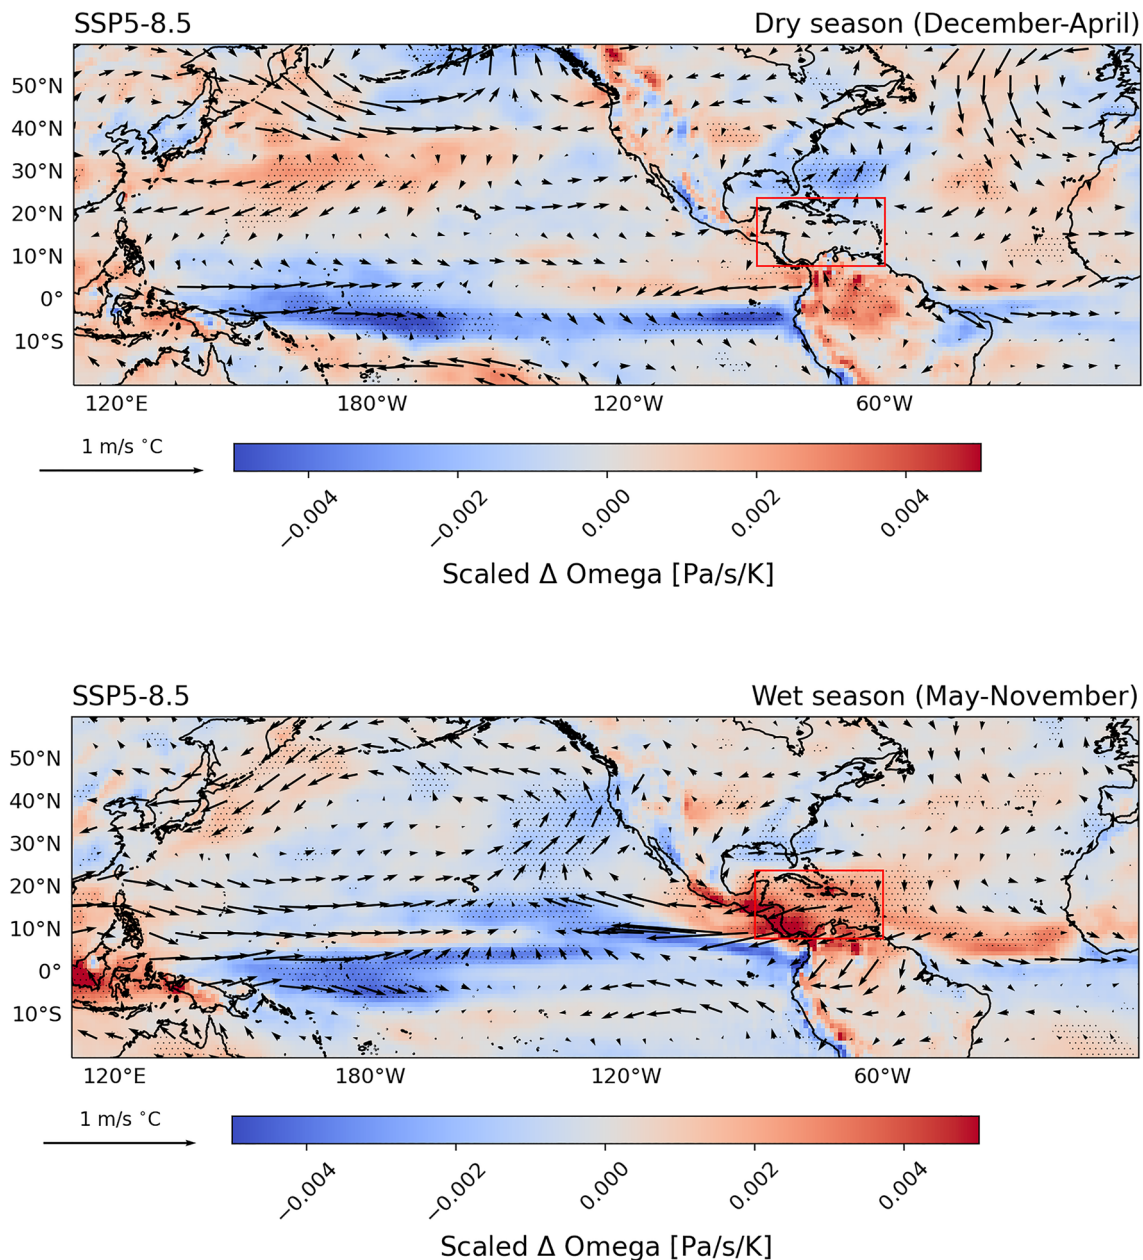 SSP5-8.5 Dry season (December-April)
50°N
40°N
30°N
20°N
10°N
0°
10°S
120°E 180°W 120°W 60°W
1 m/s °C
−0.004 −0.002 0.000 0.002 0.004
Scaled Δ Omega [Pa/s/K]
SSP5-8.5 Wet season (May-November)
50°N
40°N
30°N
20°N
10°N
0°
10°S
120°E 180°W 120°W 60°W
1 m/s °C
−0.004 −0.002 0.000 0.002 0.004
Scaled Δ Omega [Pa/s/K]